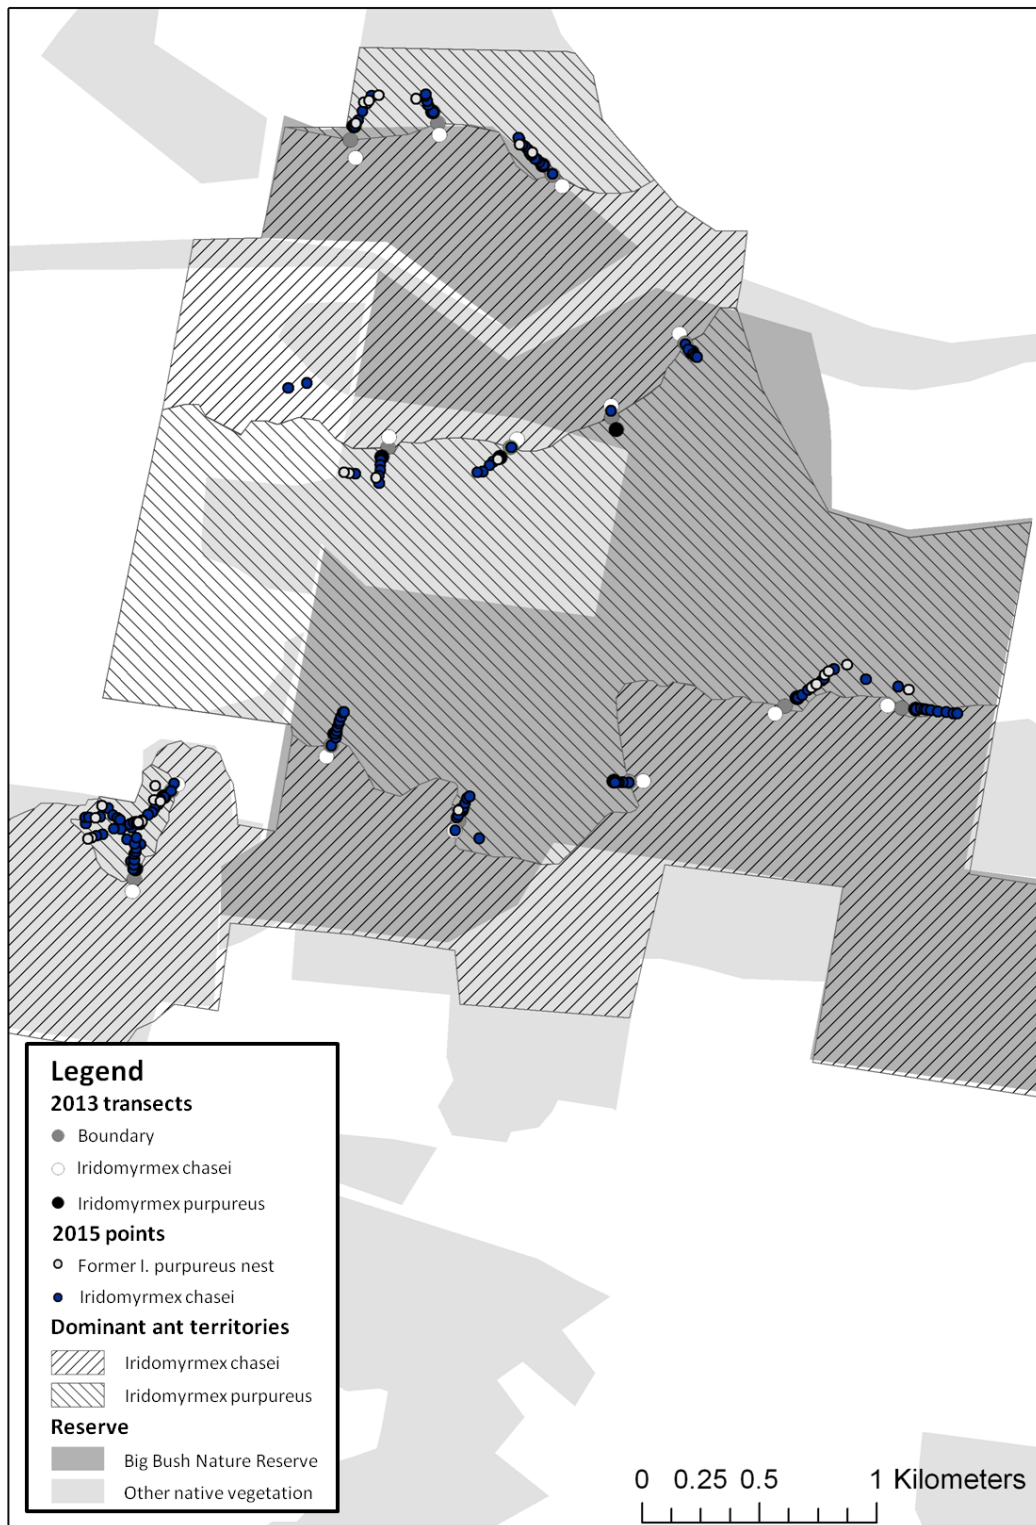 Legend
2013 transects
Boundary
Iridomyrmex chasei
Iridomyrmex purpureus
2015 points
Former I. purpureus nest
Iridomyrmex chasei
Dominant ant territories
Iridomyrmex chasei
Iridomyrmex purpureus
Reserve
Big Bush Nature Reserve
Other native vegetation
0 0.25 0.5 1 Kilometers